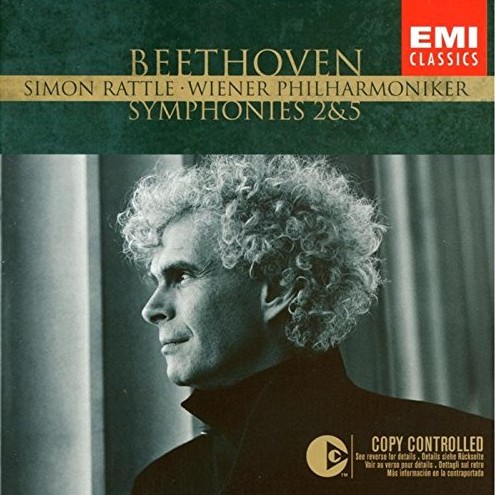 EMI
CLASSICS
BEETHOVEN
SIMON RATTLE · WIENER PHILHARMONIKER
SYMPHONIES 2&5
COPY CONTROLLED
See reverse for details . Details siehe Rückseite
Voir au verso pour détails . Dettagli sul retro
Más información en la contraportada